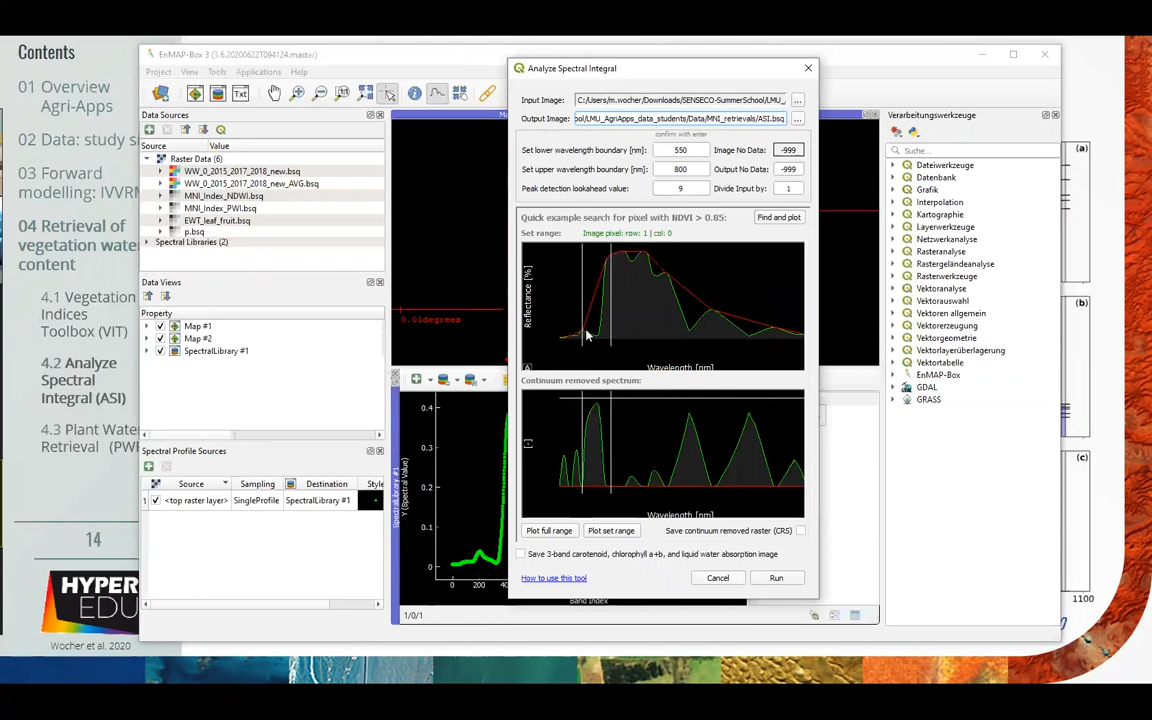 Contents
01 Overview
Agri-Apps
02 Data: study si
03 Forward
modelling: IVVRM
04 Retrieval of
vegetation wate
content
4.1 Vegetation
Indices
Toolbox (VIT)
4.2 Analyze
Spectral
Integral (ASI)
4.3 Plant Wate
Retrieval (PWR
14
HYPER
EDU
Wocher et al. 2020
EnMAP-Box 3 (3.6.20200622T094124.master)
Project View Tools Applications Help
Data Sources
Source Value
Raster Data (6)
WW_0_2015_2017_2018_new.bsq
WW_0_2015_2017_2018_new_AVG.bsq
MNI_Index_NDWI.bsq
MNI_Index_PWI.bsq
EWT_leaf_fruit.bsq
p.bsq
Spectral Libraries (2)
Data Views
Property
Map #1
Map #2
SpectralLibrary #1
Spectral Profile Sources
Source Sampling Destination Style
1 <top raster layer> SingleProfile SpectralLibrary #1
0.01degrees
SpectralLibrary #1
Y (Spectral Value)
0.4
0.3
0.2
0.1
0
0 200 40
Band Index
1/0/1
Analyze Spectral Integral
Input Image: C:/Users/m.wocher/Downloads/SENSECO-SummerSchool/LMU_ ...
Output Image: ool/LMU_AgriApps_data_students/Data/MNI_retrievals/ASI.bsq ...
confirm with enter
Set lower wavelength boundary [nm]: 550 Image No Data: -999
Set upper wavelength boundary [nm]: 800 Output No Data: -999
Peak detection lookahead value: 9 Divide Input by: 1
Quick example search for pixel with NDVI > 0.85: Find and plot
Set range: Image pixel: row: 1 | col: 0
Reflectance [%]
A
Wavelength [nm]
Continuum removed spectrum:
[-]
Wavelength [nm]
Plot full range Plot set range Save continuum removed raster (CRS)
Save 3-band carotenoid, chlorophyll a+b, and liquid water absorption image
How to use this tool Cancel Run
Verarbeitungswerkzeuge
Suche...
Dateiwerkzeuge
Datenbank
Grafik
Interpolation
Kartographie
Layerwerkzeuge
Netzwerkanalyse
Rasteranalyse
Rastergeländeanalyse
Rasterwerkzeuge
Vektoranalyse
Vektorauswahl
Vektoren allgemein
Vektorerzeugung
Vektorgeometrie
Vektorlayerüberlagerung
Vektortabelle
EnMAP-Box
GDAL
GRASS
(a)
(b)
(c)
1100